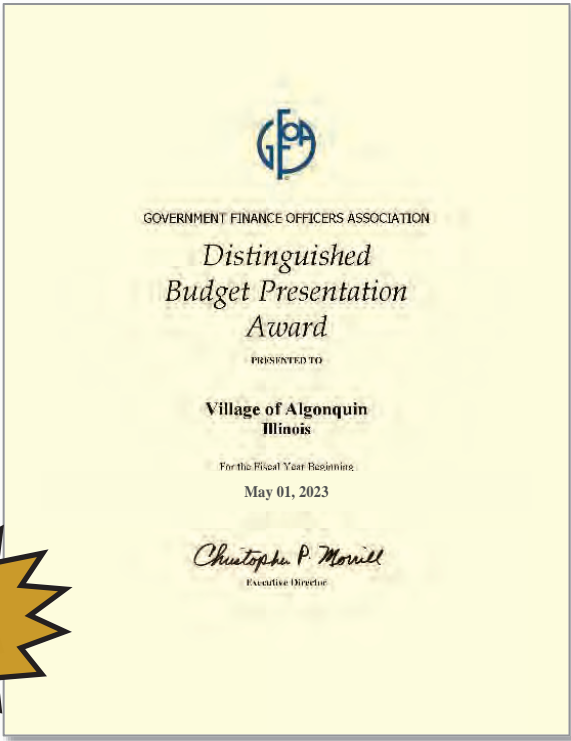 GFOA
GOVERNMENT FINANCE OFFICERS ASSOCIATION
Distinguished
Budget Presentation
Award
PRESENTED TO
Village of Algonquin
Illinois
For the Fiscal Year Beginning
May 01, 2023
Christopher P. Morrill
Executive Director